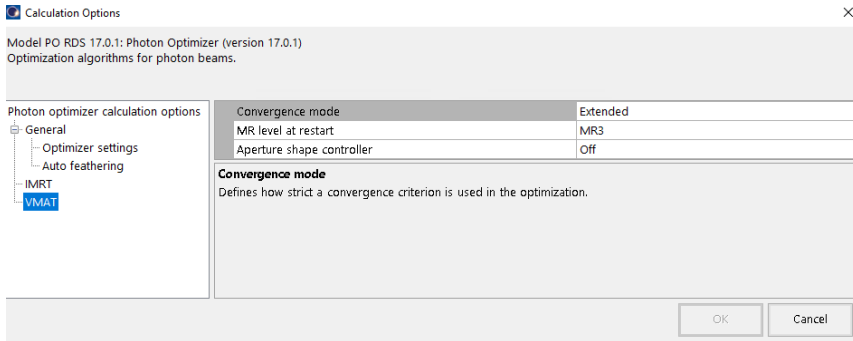 Calculation Options
Model PO RDS 17.0.1: Photon Optimizer (version 17.0.1)
Optimization algorithms for photon beams.
Photon optimizer calculation options
General
Optimizer settings
Auto feathering
IMRT
VMAT
Convergence mode Extended
MR level at restart MR3
Aperture shape controller Off
Convergence mode
Defines how strict a convergence criterion is used in the optimization.
OK Cancel